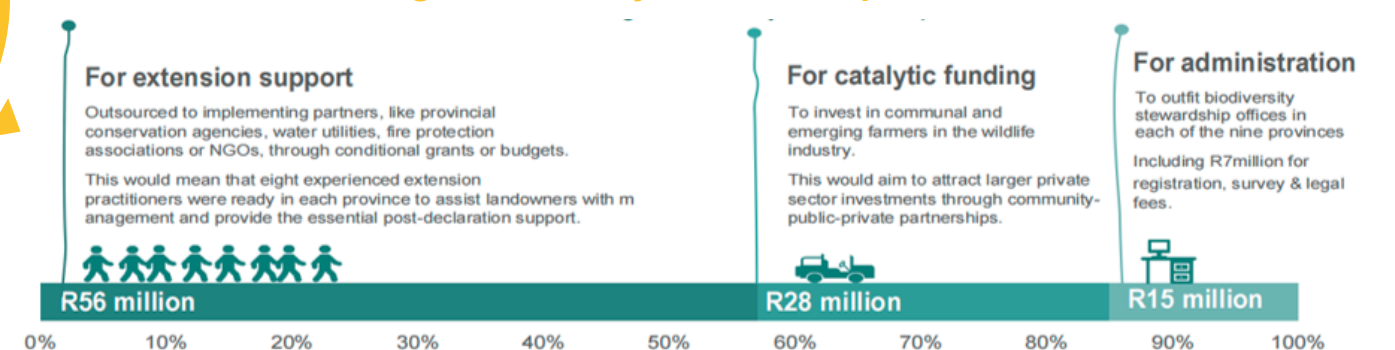 For extension support
Outsourced to implementing partners, like provincial
conservation agencies, water utilities, fire protection
associations or NGOs, through conditional grants or budgets.
This would mean that eight experienced extension
practitioners were ready in each province to assist landowners with m
anagement and provide the essential post-declaration support.
R56 million
For catalytic funding
To invest in communal and
emerging farmers in the wildlife
industry.
This would aim to attract larger private
sector investments through community-
public-private partnerships.
R28 million
For administration
To outfit biodiversity
stewardship offices in
each of the nine provinces
Including R7million for
registration, survey & legal
fees.
R15 million
0% 10% 20% 30% 40% 50% 60% 70% 80% 90% 100%